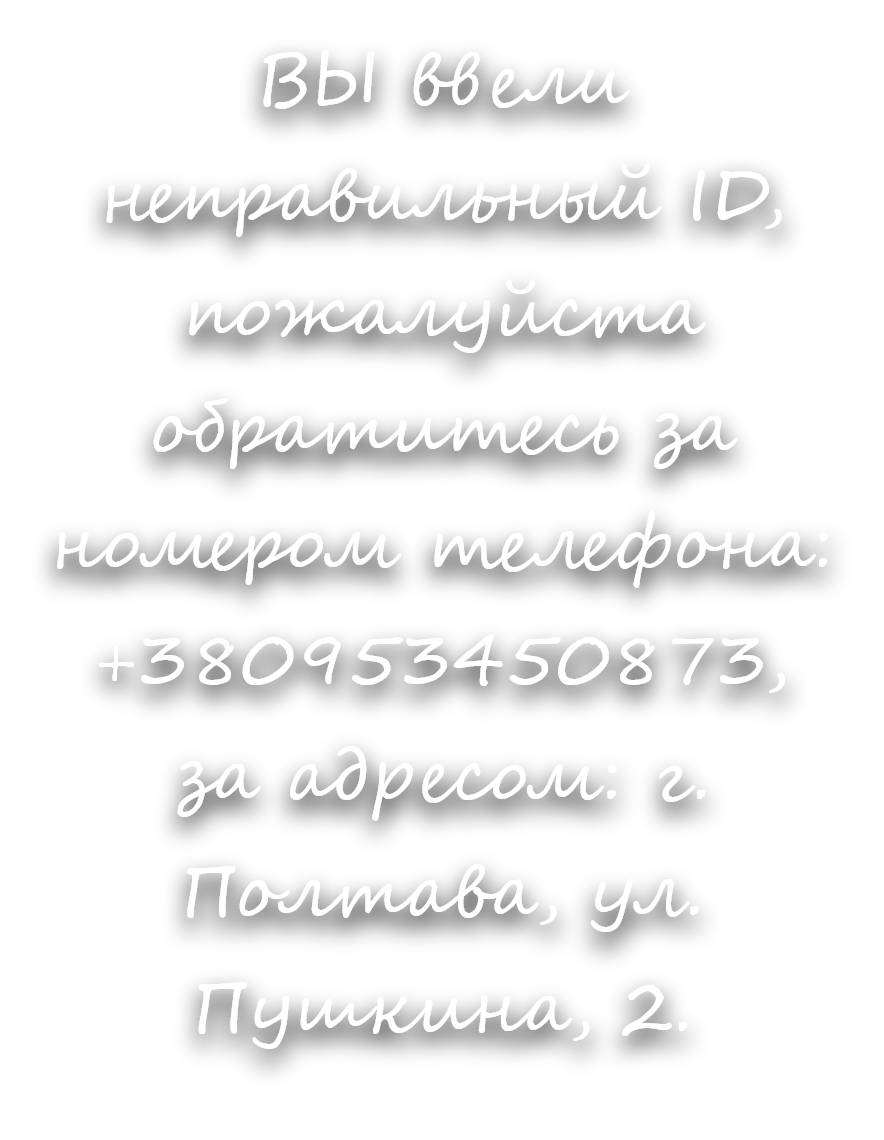 ВЫ ввели
неправильный ID,
пожалуйста
обратитесь за
номером телефона:
+380953450873,
за адресом: г.
Полтава, ул.
Пушкина, 2.